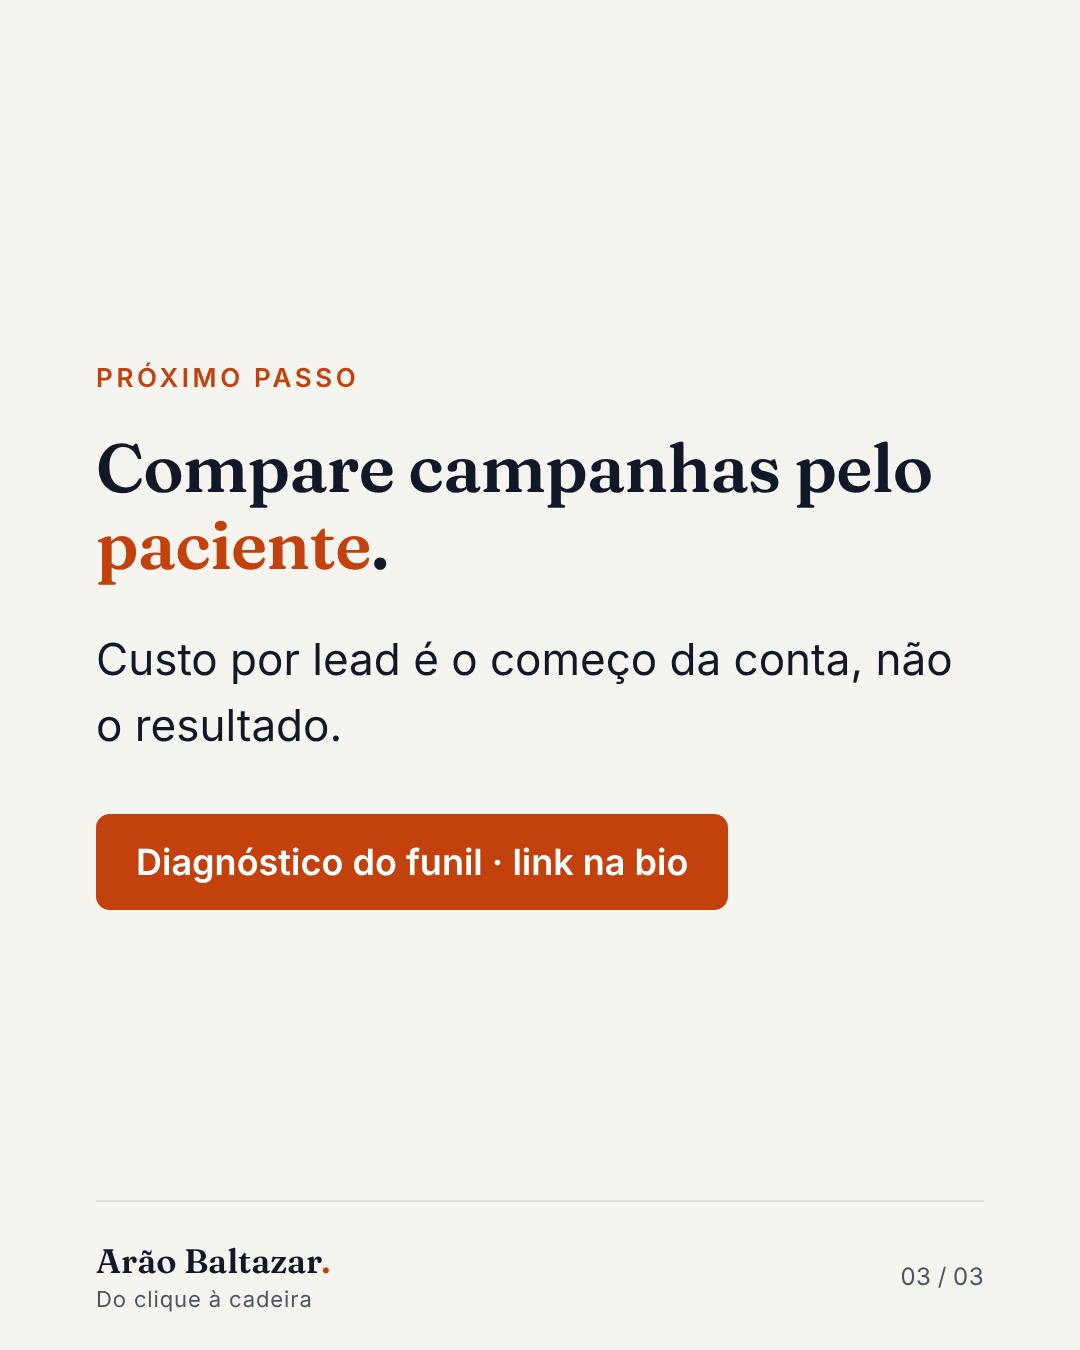 PRÓXIMO PASSO
Compare campanhas pelo
paciente.
Custo por lead é o começo da conta, não
o resultado.
Diagnóstico do funil · link na bio
Arão Baltazar.
Do clique à cadeira
03 / 03